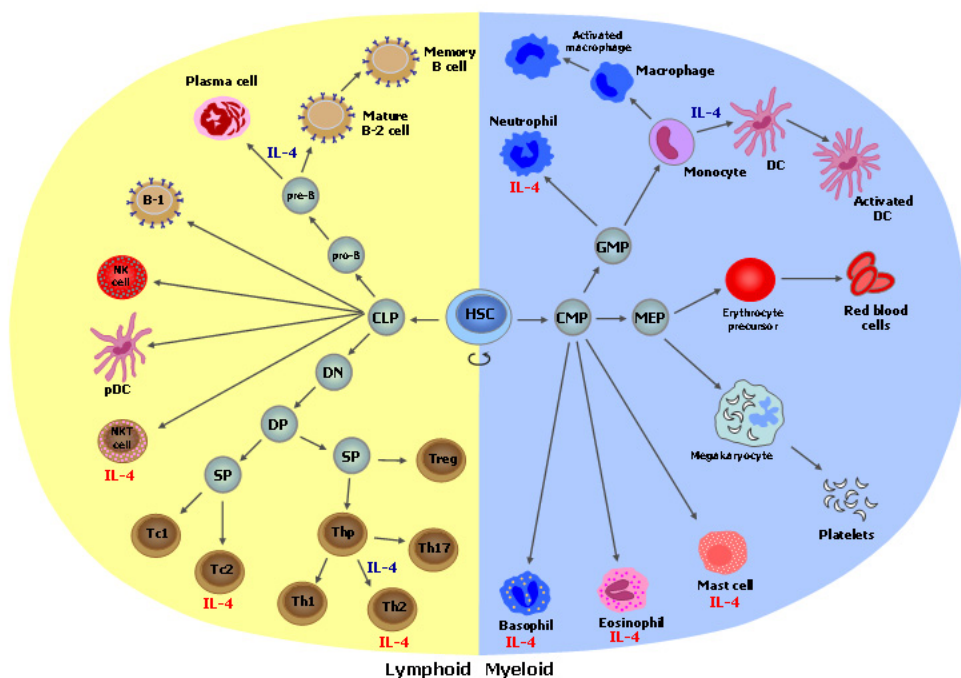 Memory
B cell
Plasma cell
Mature
B-2 cell
IL-4
pre-B
B-1
pro-B
NK
cell
CLP
HSC
pDC
DN
NKT
cell
IL-4
DP
SP
SP
Treg
Tc1
Thp
Th17
Tc2
IL-4
IL-4
Th1
Th2
IL-4
Activated
macrophage
Macrophage
Neutrophil
IL-4
IL-4
Monocyte
DC
Activated
DC
GMP
CMP
MEP
Erythrocyte
precursor
Red blood
cells
Megakaryocyte
Platelets
Mast cell
IL-4
Basophil
IL-4
Eosinophil
IL-4
Lymphoid Myeloid